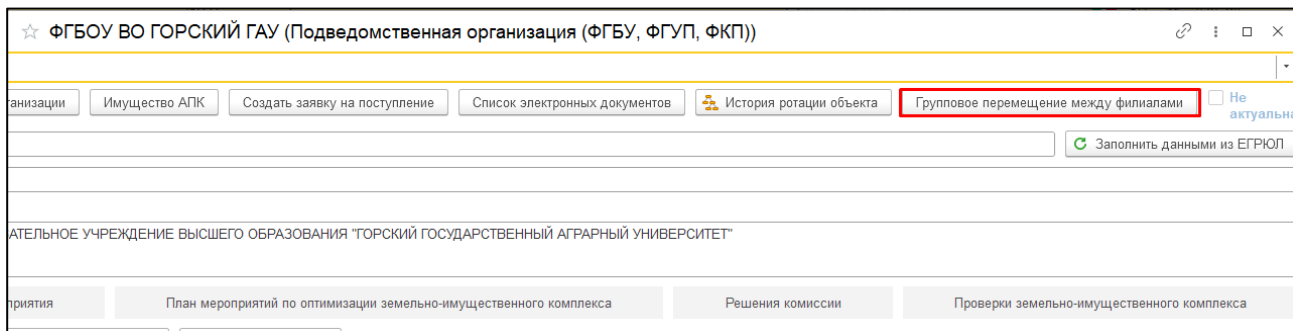 ФГБОУ ВО ГОРСКИЙ ГАУ (Подведомственная организация (ФГБУ, ФГУП, ФКП))
ганизации Имущество АПК Создать заявку на поступление Список электронных документов История ротации объекта Групповое перемещение между филиалами Не
актуальна
Заполнить данными из ЕГРЮЛ
АТЕЛЬНОЕ УЧРЕЖДЕНИЕ ВЫСШЕГО ОБРАЗОВАНИЯ "ГОРСКИЙ ГОСУДАРСТВЕННЫЙ АГРАРНЫЙ УНИВЕРСИТЕТ"
приятия План мероприятий по оптимизации земельно-имущественного комплекса Решения комиссии Проверки земельно-имущественного комплекса